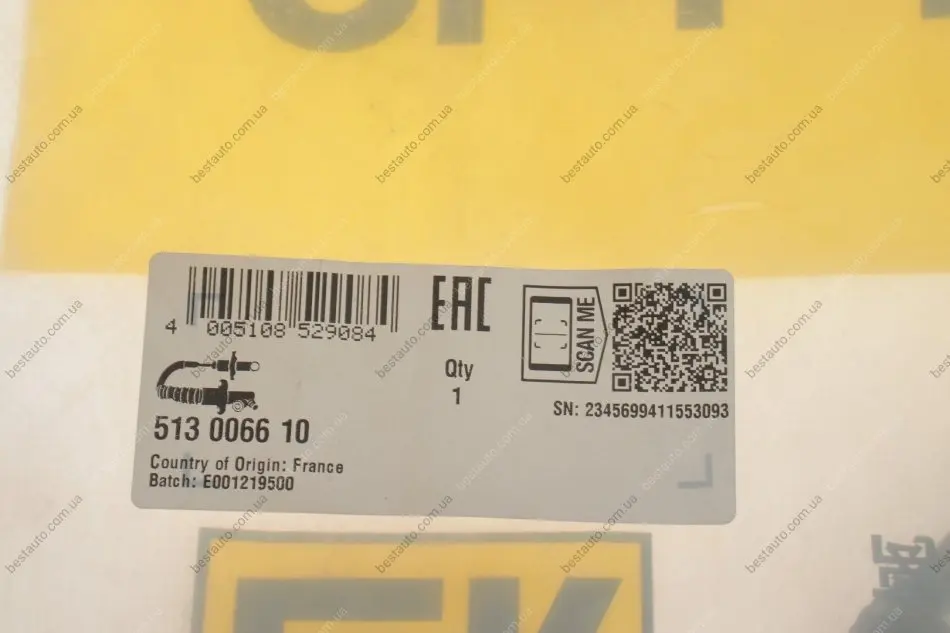 4 005108 529084
EAC
Qty
1
SCAN ME
SN: 2345699411553093
513 0066 10
Country of Origin: France
Batch: E001219500
bestauto.com.ua